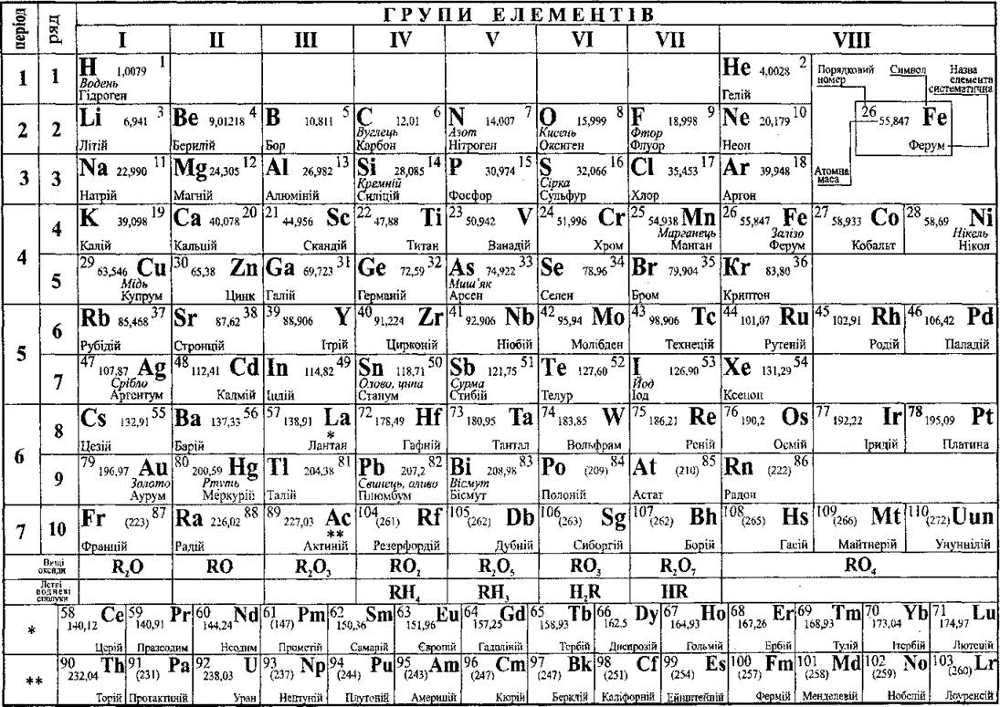 період ряд ГРУПИ ЕЛЕМЕНТІВ
I II III IV V VI VII VIII
1 1 H 1,0079 1 He 4,0028 2 Порядковий номер Символ Назва елемента систематична
Водень
Гідроген Гелій
2 2 Li 6,941 3 Be 9,01218 4 B 10,811 5 C 12,01 6 N 14,007 7 O 15,999 8 F 18,998 9 Ne 20,179 10 26 55,847 Fe
Вуглець Азот Кисень Фтор
Літій Берилій Бор Карбон Нітроген Оксиген Флуор Неон Ферум
3 3 Na 22,990 11 Mg 24,305 12 Al 26,982 13 Si 28,085 14 P 30,974 15 S 32,066 16 Cl 35,453 17 Ar 39,948 18 Атомна маса
Кремній Сірка
Натрій Магній Алюміній Силіцій Фосфор Сульфур Хлор Аргон
4 4 K 39,098 19 Ca 40,078 20 21 44,956 Sc 22 47,88 Ti 23 50,942 V 24 51,996 Cr 25 54,938 Mn 26 55,847 Fe 27 58,933 Co 28 58,69 Ni
Марганець Залізо Нікель
Калій Кальцій Скандій Титан Ванадій Хром Манган Ферум Кобальт Нікол
5 29 63,546 Cu 30 65,38 Zn Ga 69,723 31 Ge 72,59 32 As 74,922 33 Se 78,96 34 Br 79,904 35 Kr 83,80 36
Мідь Миш'як
Купрум Цинк Галій Германій Арсен Селен Бром Криптон
5 6 Rb 85,468 37 Sr 87,62 38 39 88,906 Y 40 91,224 Zr 41 92,906 Nb 42 95,94 Mo 43 98,906 Tc 44 101,07 Ru 45 102,91 Rh 46 106,42 Pd
Рубідій Стронцій Ітрій Цирконій Ніобій Молібден Технецій Рутеній Родій Паладій
7 47 107,87 Ag 48 112,41 Cd In 114,82 49 Sn 118,71 50 Sb 121,75 51 Te 127,60 52 I 126,90 53 Xe 131,29 54
Срібло Олово, цина Сурма Йод
Аргентум Кадмій Індій Станум Стибій Телур Іод Ксенон
6 8 Cs 132,91 55 Ba 137,33 56 57 138,91 La 72 178,49 Hf 73 180,95 Ta 74 183,85 W 75 186,21 Re 76 190,2 Os 77 192,22 Ir 78 195,09 Pt
*
Цезій Барій Лантан Гафній Тантал Вольфрам Реній Осмій Іридій Платина
9 79 196,97 Au 80 200,59 Hg Tl 204,38 81 Pb 207,2 82 Bi 208,98 83 Po (209) 84 At (210) 85 Rn (222) 86
Золото Ртуть Свинець, оливо Вісмут
Аурум Меркурій Талій Плюмбум Бісмут Полоній Астат Радон
7 10 Fr (223) 87 Ra 226,02 88 89 227,03 Ac 104 (261) Rf 105 (262) Db 106 (263) Sg 107 (262) Bh 108 (265) Hs 109 (266) Mt 110 (272) Uun
**
Францій Радій Актиній Резерфордій Дубній Сиборгій Борій Гасій Майтнерій Унуннілій
Вищі оксиди R₂O RO R₂O₃ RO₂ R₂O₅ RO₃ R₂O₇ RO₄
Леткі водневі сполуки RH₄ RH₃ H₂R HR
* 58 140,12 Ce 59 140,91 Pr 60 144,24 Nd 61 (147) Pm 62 150,36 Sm 63 151,96 Eu 64 157,25 Gd 65 158,93 Tb 66 162.5 Dy 67 164,93 Ho 68 167,26 Er 69 168,93 Tm 70 173,04 Yb 71 174,97 Lu
Церій Празеодим Неодим Прометій Самарій Європій Гадоліній Тербій Диспрозій Гольмій Ербій Тулій Ітербій Лютецій
** 90 232,04 Th 91 (231) Pa 92 238,03 U 93 (237) Np 94 (244) Pu 95 (243) Am 96 (247) Cm 97 (247) Bk 98 (251) Cf 99 (254) Es 100 (257) Fm 101 (258) Md 102 (259) No 103 (260) Lr
Торій Протактиній Уран Нептуній Плутоній Америцій Кюрій Берклій Каліфорній Ейнштейній Фермій Менделевій Нобелій Лоуренсій